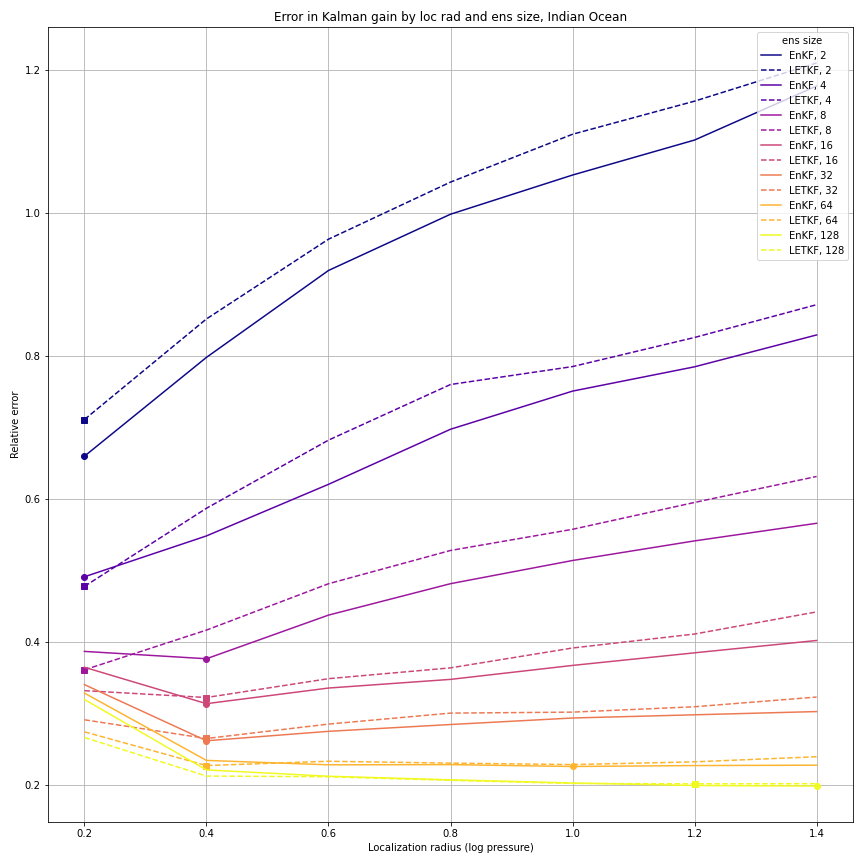 Error in Kalman gain by loc rad and ens size, Indian Ocean
ens size
EnKF, 2
LETKF, 2
EnKF, 4
LETKF, 4
EnKF, 8
LETKF, 8
EnKF, 16
LETKF, 16
EnKF, 32
LETKF, 32
EnKF, 64
LETKF, 64
EnKF, 128
LETKF, 128
Relative error
1.2
1.0
0.8
0.6
0.4
0.2
0.2 0.4 0.6 0.8 1.0 1.2 1.4
Localization radius (log pressure)